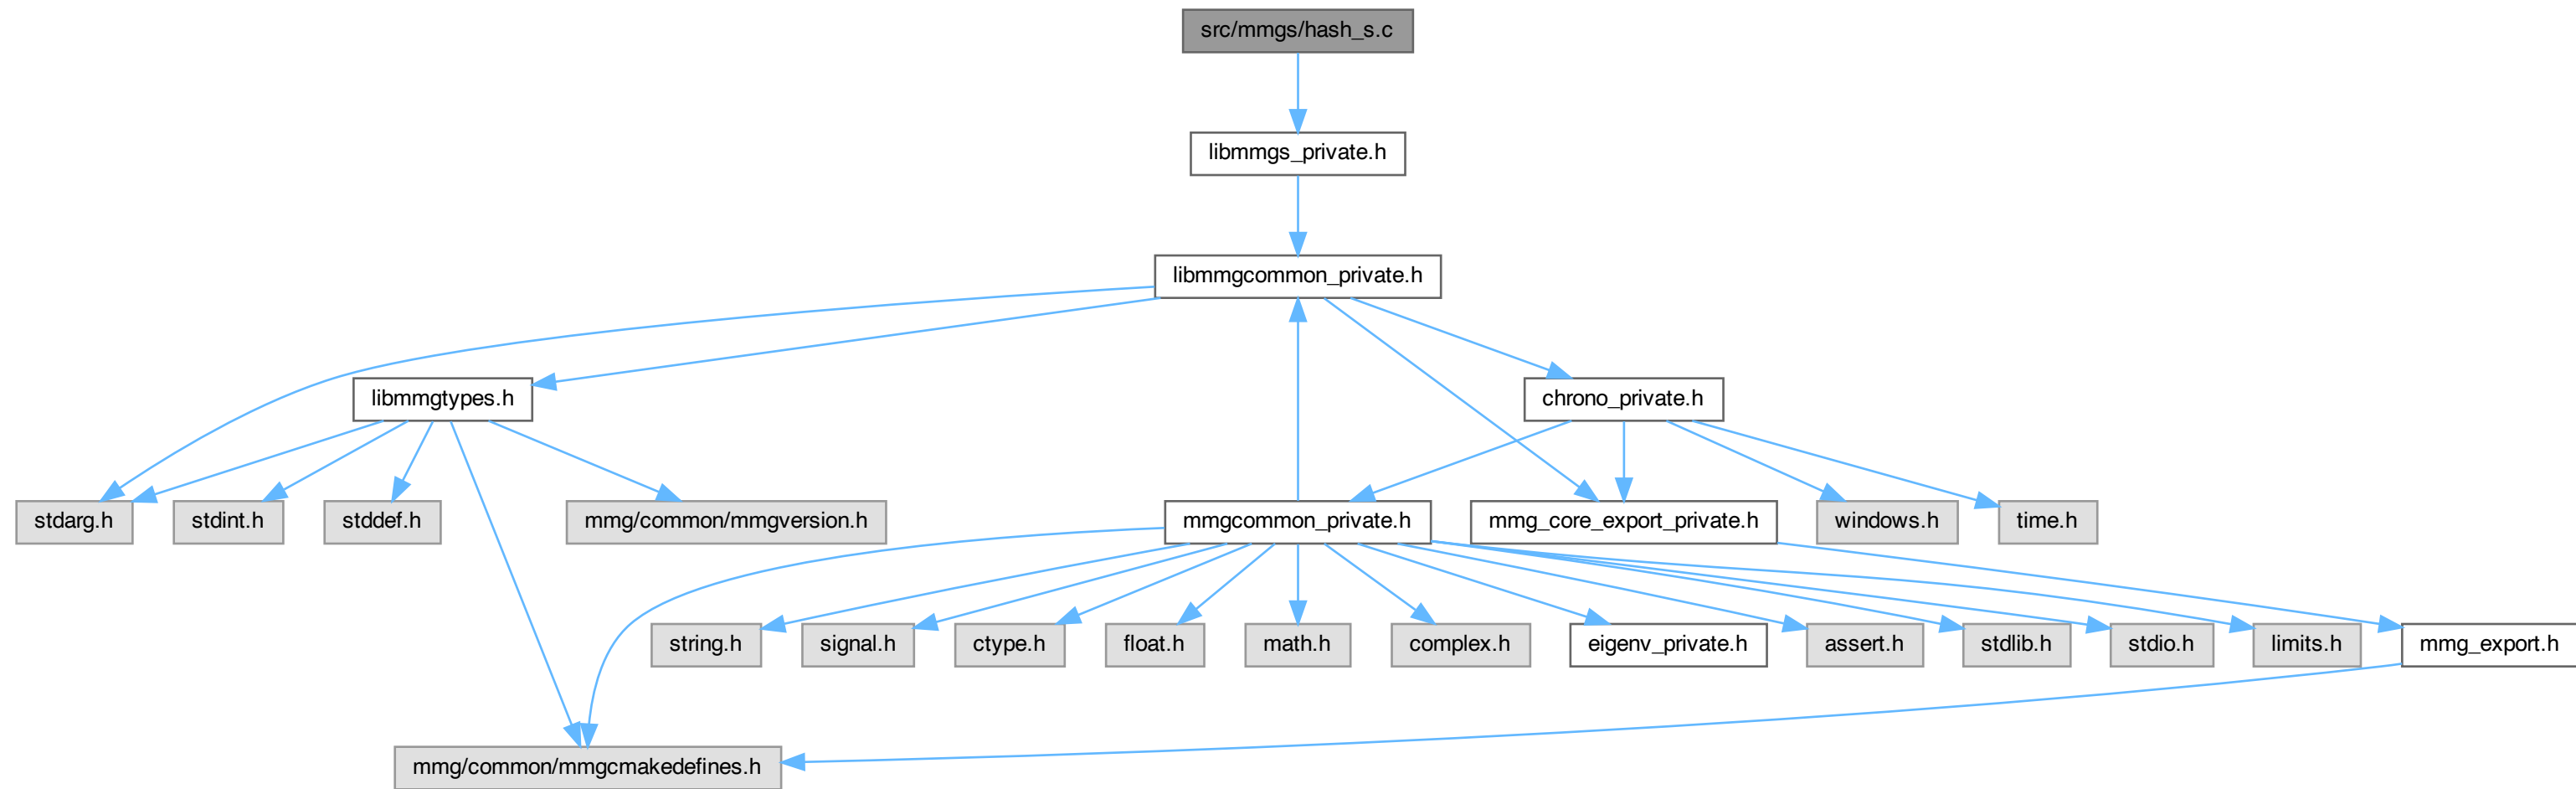 src/mmgs/hash_s.c
libmmgs_private.h
libmmgcommon_private.h
libmmgtypes.h
chrono_private.h
stdarg.h
stdint.h
stddef.h
mmg/common/mmgversion.h
mmgcommon_private.h
mmg_core_export_private.h
windows.h
time.h
string.h
signal.h
ctype.h
float.h
math.h
complex.h
eigenv_private.h
assert.h
stdlib.h
stdio.h
limits.h
mmg_export.h
mmg/common/mmgcmakedefines.h